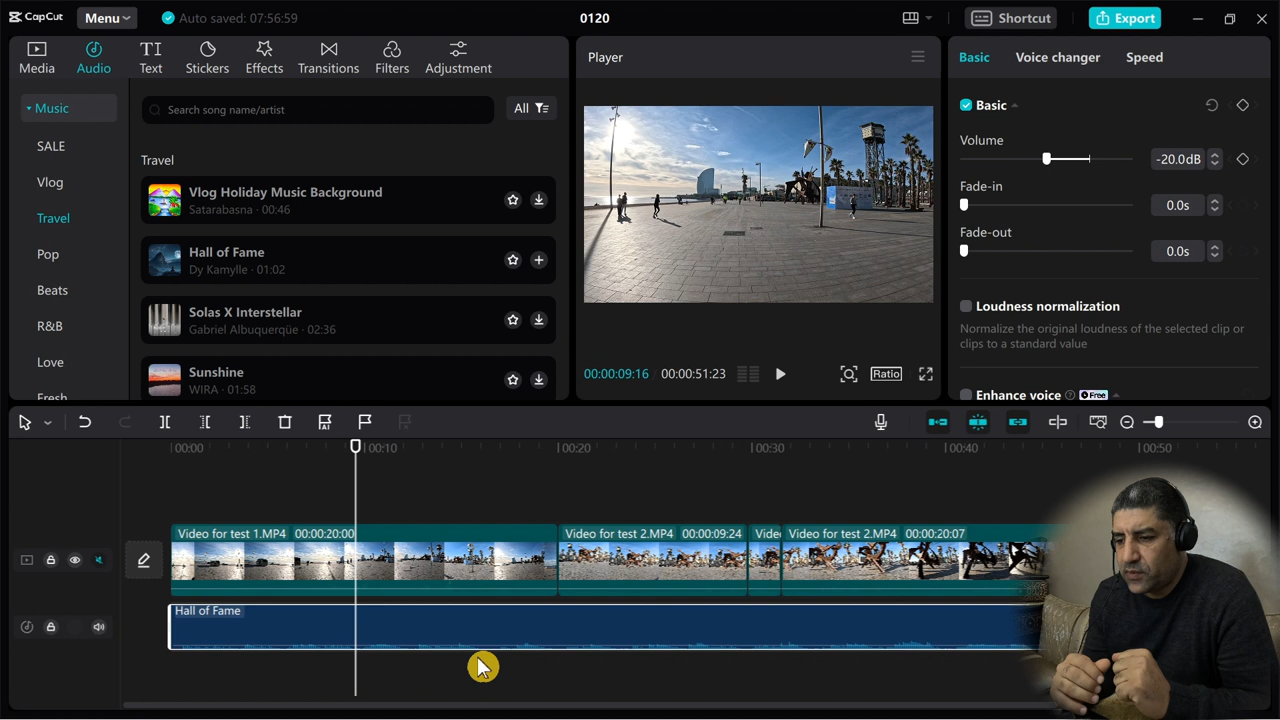 CapCut Menu Auto saved: 07:56:59 0120 Shortcut Export
Media Audio Text Stickers Effects Transitions Filters Adjustment
TI
Music
SALE
Vlog
Travel
Pop
Beats
R&B
Love
Fresh
Search song name/artist All
Travel
Vlog Holiday Music Background
Satarabasna · 00:46
Hall of Fame
Dy Kamylle · 01:02
Solas X Interstellar
Gabriel Albuquerqüe · 02:36
Sunshine
WIRA · 01:58
Player
00:00:09:16 00:00:51:23 Ratio
Basic Voice changer Speed
Basic
Volume
-20.0dB
Fade-in
0.0s
Fade-out
0.0s
Loudness normalization
Normalize the original loudness of the selected clip or
clips to a standard value
Enhance voice Free
00:00 00:10 00:20 00:30 00:40 00:50
Video for test 1.MP4 00:00:20:00 Video for test 2.MP4 00:00:09:24 Vide Video for test 2.MP4 00:00:20:07
Hall of Fame